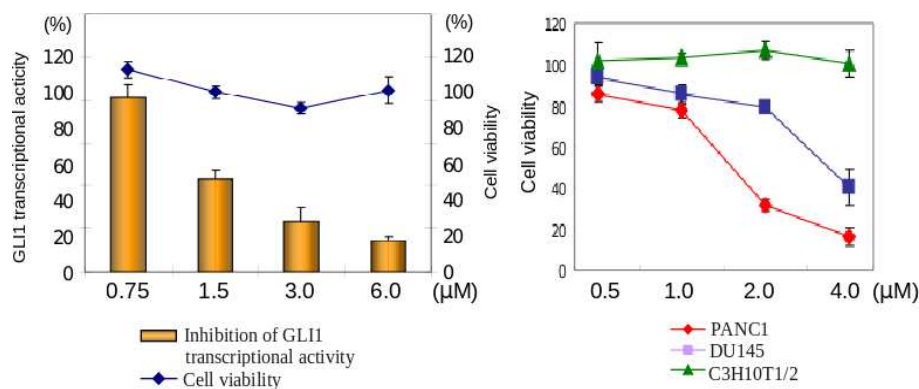 (%)
(%)
120
100
80
60
40
20
0
GLI1 transcriptional acticity
120
100
80
60
40
20
0
Cell viability
0.75 1.5 3.0 6.0 (μM)
Inhibition of GLI1
transcriptional activity
Cell viability
120
100
80
60
40
20
0
Cell viability
0.5 1.0 2.0 4.0 (μM)
PANC1
DU145
C3H10T1/2